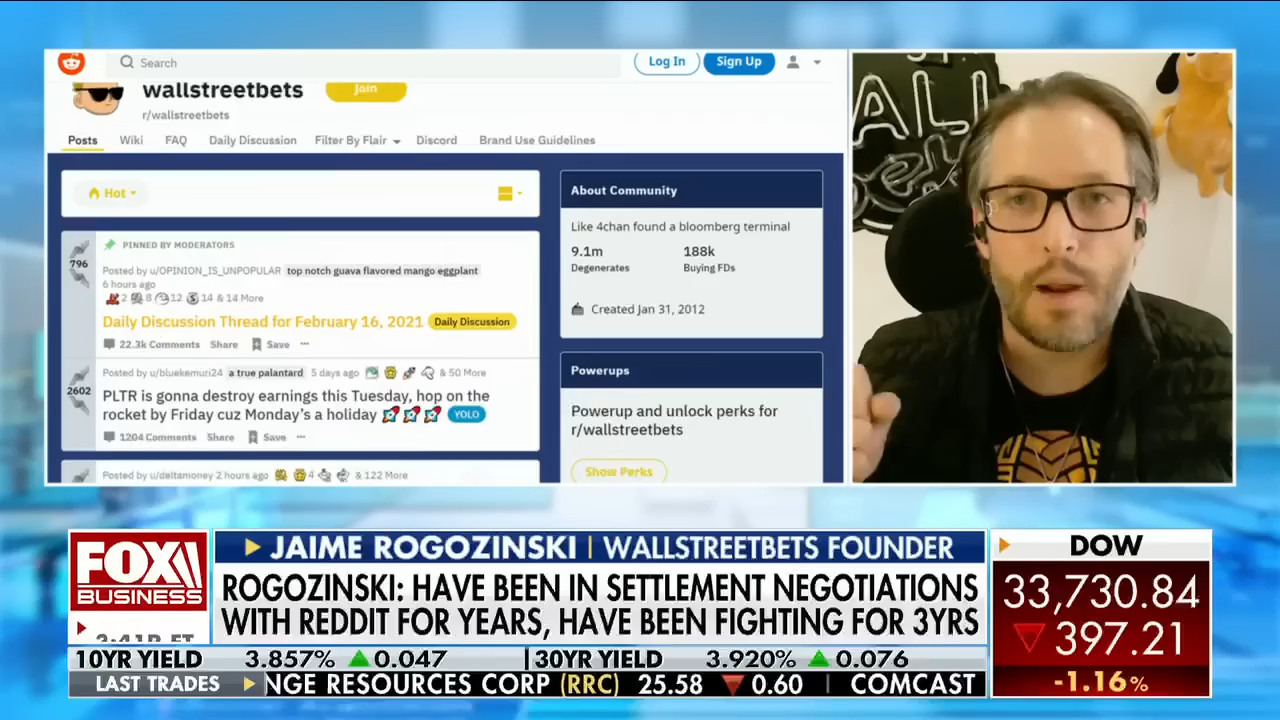 Search
Log In
Sign Up
wallstreetbets
Join
r/wallstreetbets
Posts
Wiki
FAQ
Daily Discussion
Filter By Flair
Discord
Brand Use Guidelines
Hot
PINNED BY MODERATORS
796
Posted by u/OPINION_IS_UNPOPULAR top notch guava flavored mango eggplant
6 hours ago
2 8 12 14 & 14 More
Daily Discussion Thread for February 16, 2021 Daily Discussion
22.3k Comments Share Save ...
Posted by u/bluekemuri24 a true palantard 5 days ago & 50 More
2602
PLTR is gonna destroy earnings this Tuesday, hop on the
rocket by Friday cuz Monday's a holiday YOLO
1204 Comments Share Save ...
Posted by u/deltamoney 2 hours ago 4 & 122 More
About Community
Like 4chan found a bloomberg terminal
9.1m
188k
Degenerates
Buying FDs
Created Jan 31, 2012
Powerups
Powerup and unlock perks for
r/wallstreetbets
Show Perks
WALL
FOX
BUSINESS
JAIME ROGOZINSKI | WALLSTREETBETS FOUNDER
ROGOZINSKI: HAVE BEEN IN SETTLEMENT NEGOTIATIONS
WITH REDDIT FOR YEARS, HAVE BEEN FIGHTING FOR 3YRS
DOW
33,730.84
397.21
-1.16%
10YR YIELD 3.857% 0.047 | 30YR YIELD 3.920% 0.076
LAST TRADES NGE RESOURCES CORP (RRC) 25.58 0.60 | COMCAST